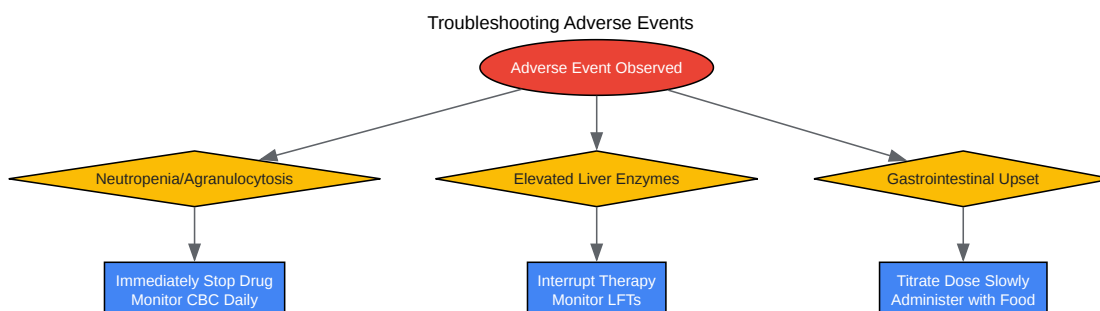 Troubleshooting Adverse Events
Adverse Event Observed
Neutropenia/Agranulocytosis
Elevated Liver Enzymes
Gastrointestinal Upset
Immediately Stop Drug
Monitor CBC Daily
Interrupt Therapy
Monitor LFTs
Titrate Dose Slowly
Administer with Food